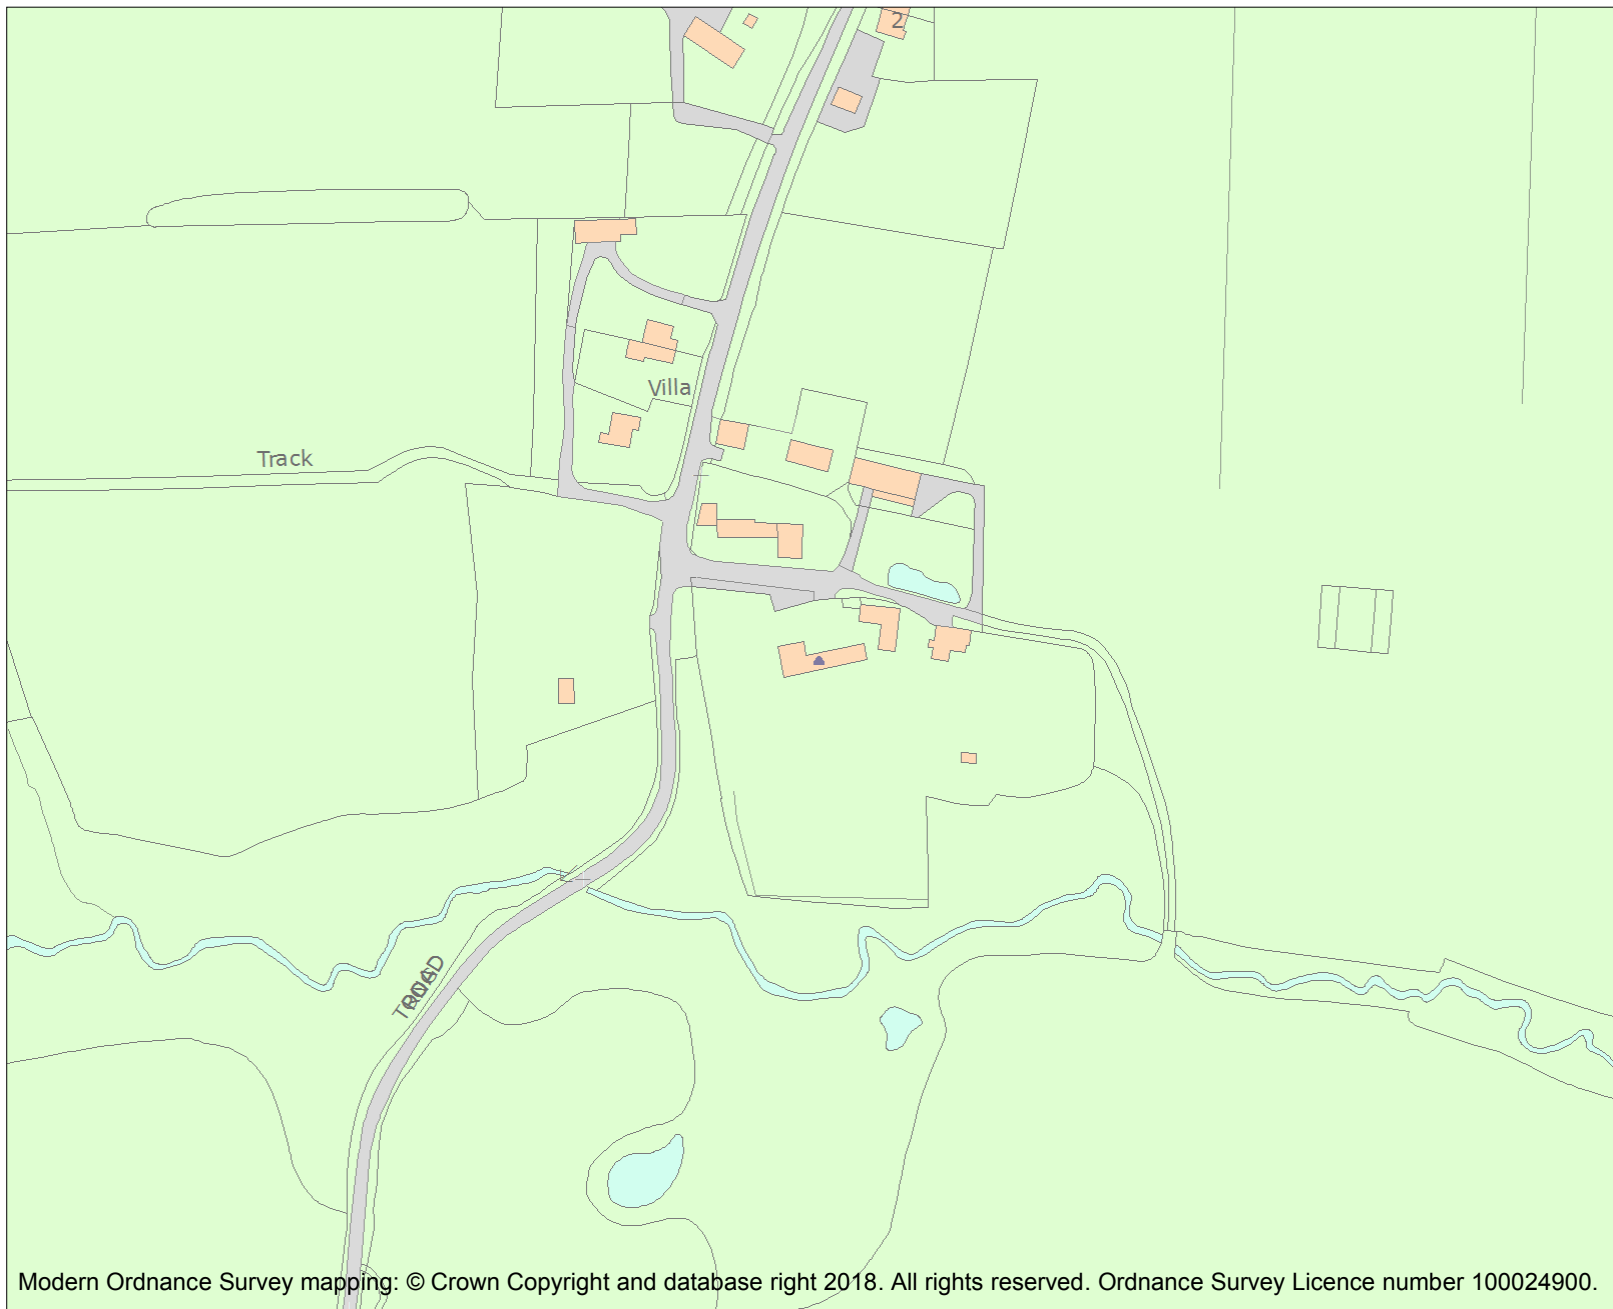 2
Villa
Track
ROAD
Modern Ordnance Survey mapping: © Crown Copyright and database right 2018. All rights reserved. Ordnance Survey Licence number 100024900.